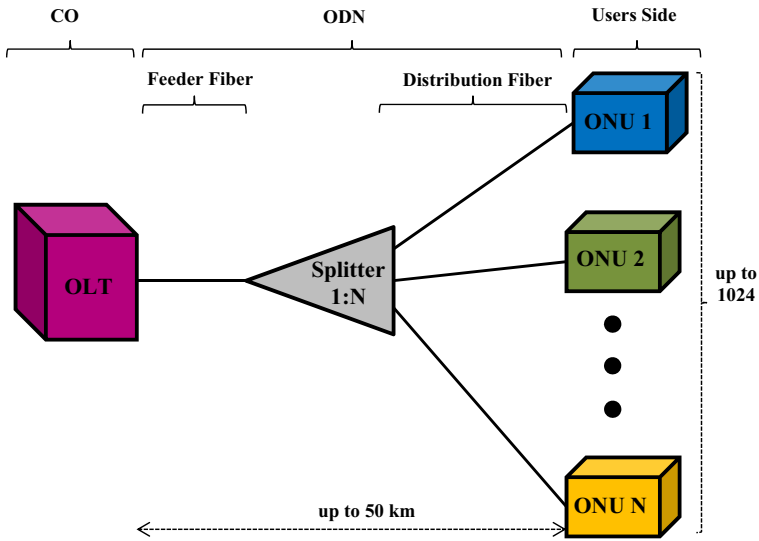 CO
ODN
Users Side
Feeder Fiber
Distribution Fiber
ONU 1
OLT
Splitter
1:N
ONU 2
up to
1024
ONU N
up to 50 km